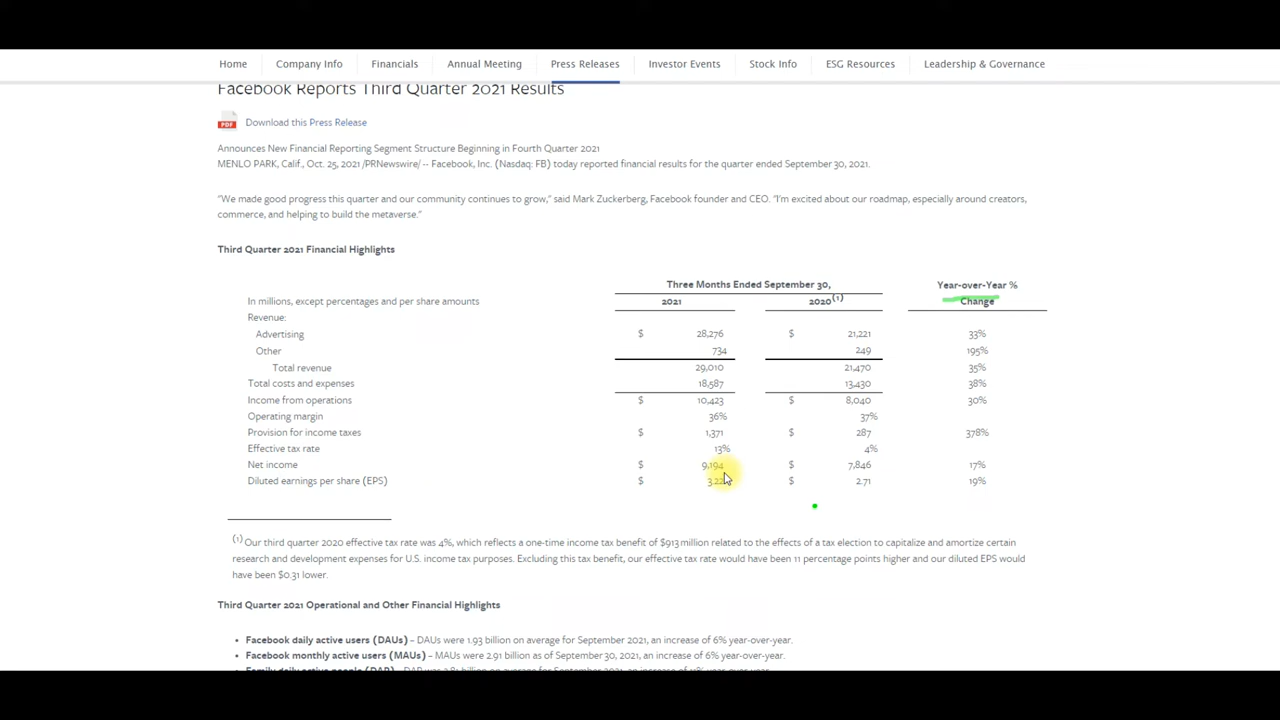 Home Company Info Financials Annual Meeting Press Releases Investor Events Stock Info ESG Resources Leadership & Governance
Facebook Reports Third Quarter 2021 Results
PDF Download this Press Release
Announces New Financial Reporting Segment Structure Beginning in Fourth Quarter 2021
MENLO PARK, Calif., Oct. 25, 2021 /PRNewswire/ -- Facebook, Inc. (Nasdaq: FB) today reported financial results for the quarter ended September 30, 2021.
"We made good progress this quarter and our community continues to grow," said Mark Zuckerberg, Facebook founder and CEO. "I'm excited about our roadmap, especially around creators,
commerce, and helping to build the metaverse."
Third Quarter 2021 Financial Highlights
Three Months Ended September 30, Year-over-Year %
In millions, except percentages and per share amounts 2021 2020(1) Change
Revenue:
Advertising $ 28,276 $ 21,221 33%
Other 734 249 195%
Total revenue 29,010 21,470 35%
Total costs and expenses 18,587 13,430 38%
Income from operations $ 10,423 $ 8,040 30%
Operating margin 36% 37%
Provision for income taxes $ 1,371 $ 287 378%
Effective tax rate 13% 4%
Net income $ 9,194 $ 7,846 17%
Diluted earnings per share (EPS) $ 3.22 $ 2.71 19%
(1) Our third quarter 2020 effective tax rate was 4%, which reflects a one-time income tax benefit of $913 million related to the effects of a tax election to capitalize and amortize certain
research and development expenses for U.S. income tax purposes. Excluding this tax benefit, our effective tax rate would have been 11 percentage points higher and our diluted EPS would
have been $0.31 lower.
Third Quarter 2021 Operational and Other Financial Highlights
• Facebook daily active users (DAUs) – DAUs were 1.93 billion on average for September 2021, an increase of 6% year-over-year.
• Facebook monthly active users (MAUs) – MAUs were 2.91 billion as of September 30, 2021, an increase of 6% year-over-year.